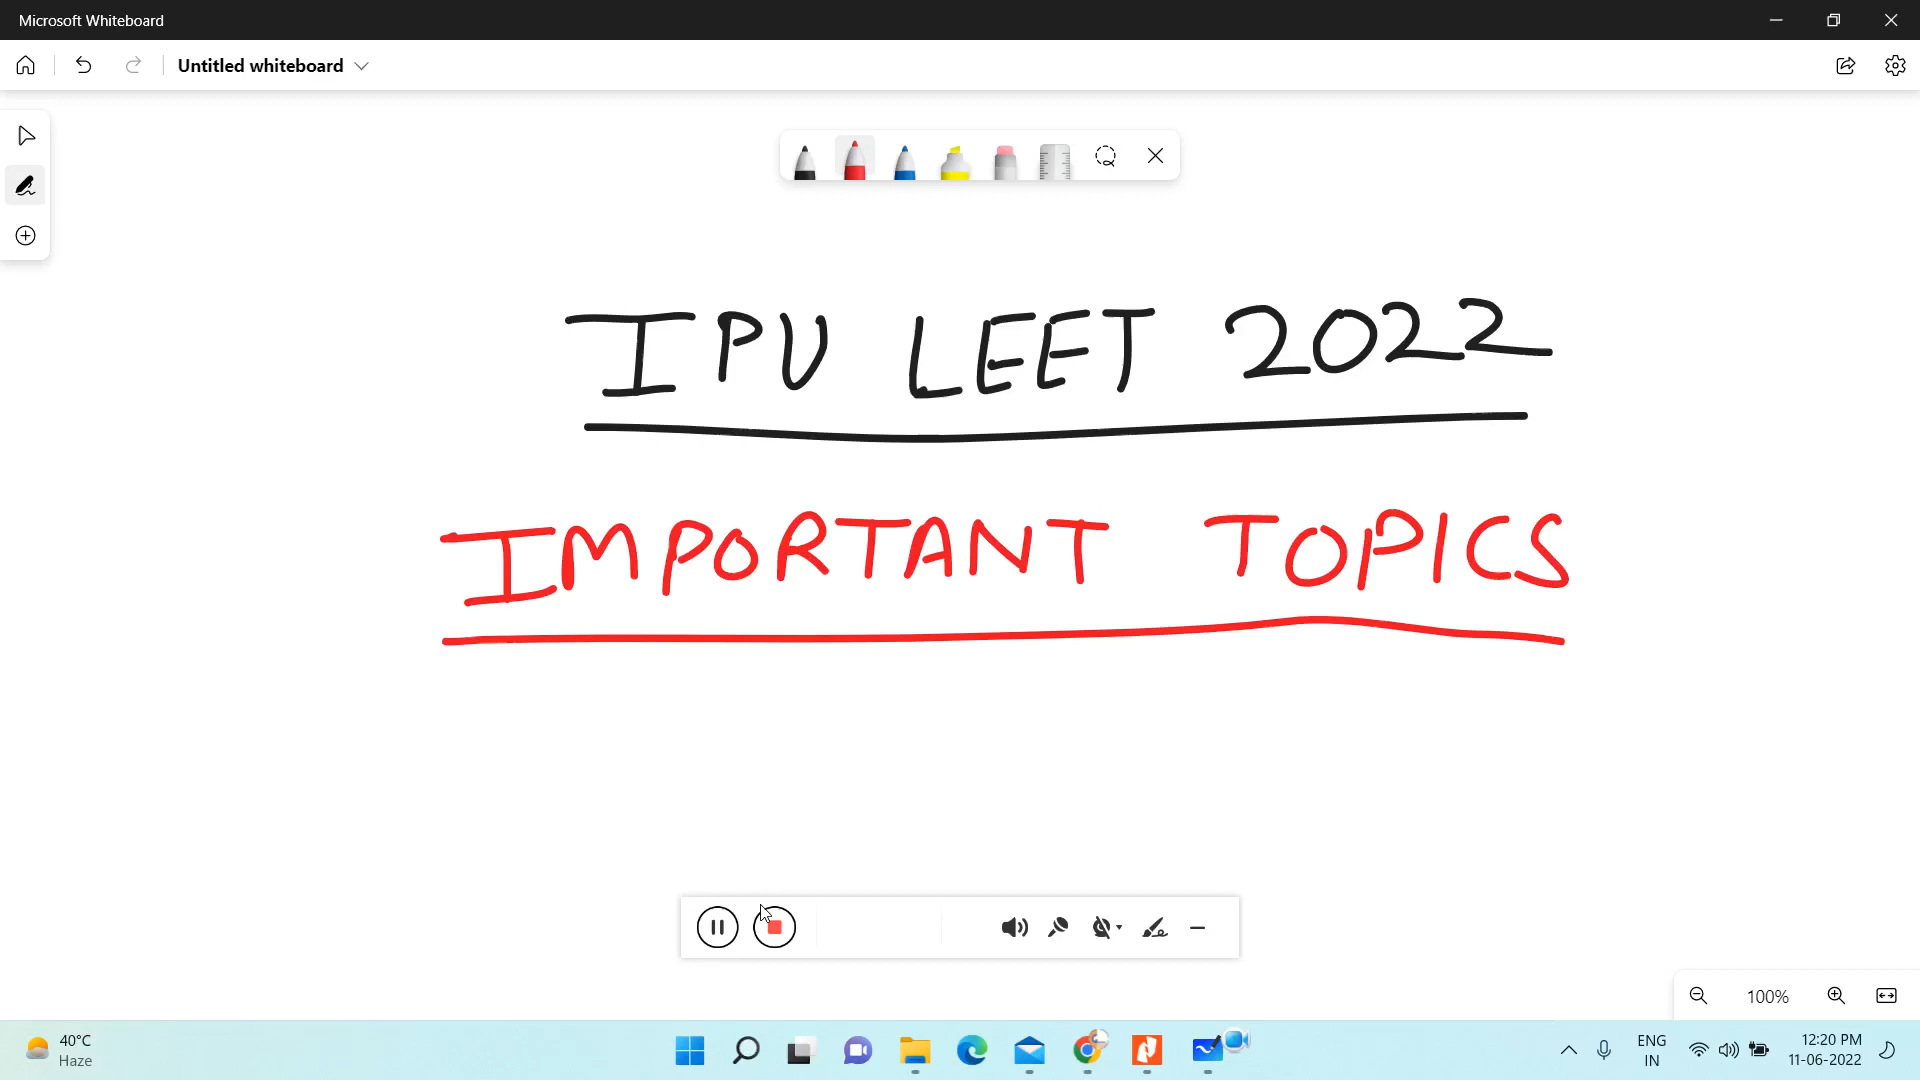 Microsoft Whiteboard
Untitled whiteboard
IPU LEET 2022
IMPORTANT TOPICS
100%
40°C
Haze
ENG
IN
12:20 PM
11-06-2022